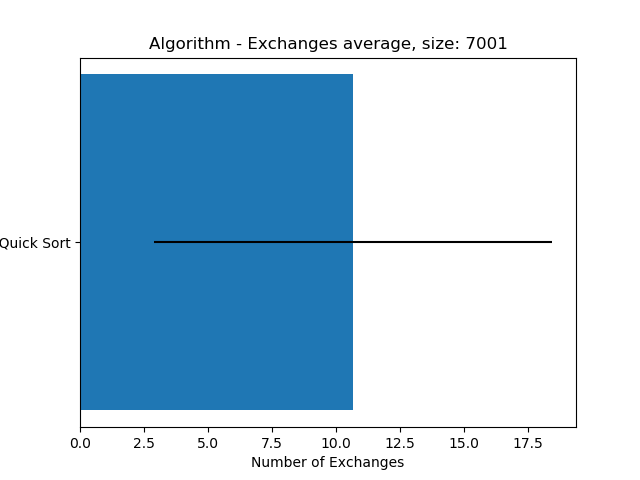 Algorithm - Exchanges average, size: 7001
Quick Sort
0.0 2.5 5.0 7.5 10.0 12.5 15.0 17.5
Number of Exchanges